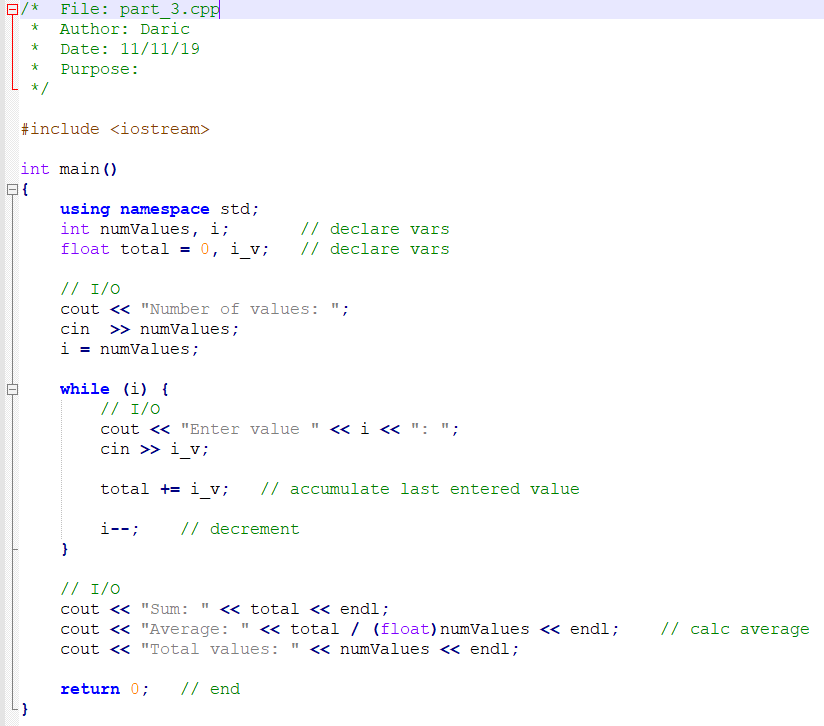 /*  File: part_3.cpp
 *  Author: Daric
 *  Date: 11/11/19
 *  Purpose:
 */

#include <iostream>

int main()
{
    using namespace std;
    int numValues, i;       // declare vars
    float total = 0, i_v;   // declare vars

    // I/O
    cout << "Number of values: ";
    cin  >> numValues;
    i = numValues;

    while (i) {
        // I/O
        cout << "Enter value " << i << ": ";
        cin >> i_v;

        total += i_v;   // accumulate last entered value

        i--;    // decrement
    }

    // I/O
    cout << "Sum: " << total << endl;
    cout << "Average: " << total / (float)numValues << endl;    // calc average
    cout << "Total values: " << numValues << endl;

    return 0;   // end
}